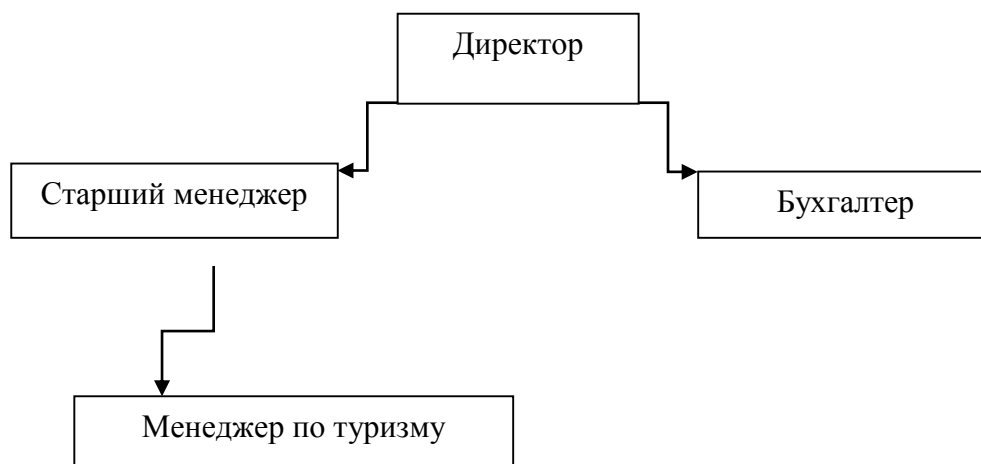 Директор
Старший менеджер
Бухгалтер
Менеджер по туризму